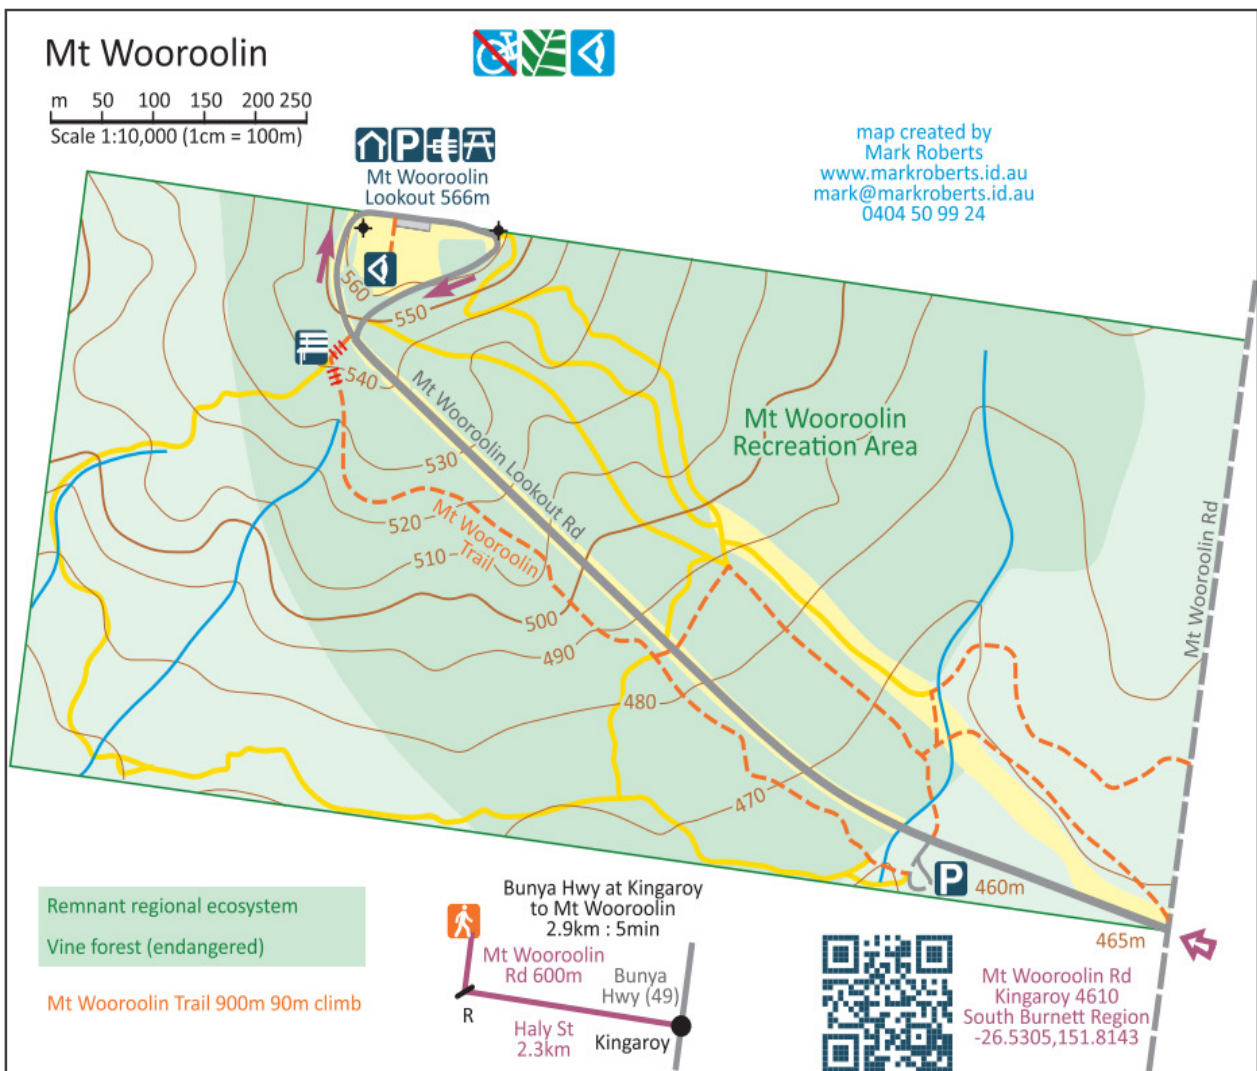 Mt Wooroolin
m 50 100 150 200 250
Scale 1:10,000 (1cm = 100m)
P
Mt Wooroolin
Lookout 566m
map created by
Mark Roberts
www.markroberts.id.au
mark@markroberts.id.au
0404 50 99 24
560
550
540
Mt Wooroolin Lookout Rd
Mt Wooroolin
Recreation Area
530
520
Mt Wooroolin
Trail
510
500
490
480
470
Mt Wooroolin Rd
P
460m
465m
Remnant regional ecosystem
Vine forest (endangered)
Mt Wooroolin Trail 900m 90m climb
Bunya Hwy at Kingaroy
to Mt Wooroolin
2.9km : 5min
Mt Wooroolin
Rd 600m
Bunya
Hwy (49)
R
Haly St
2.3km
Kingaroy
Mt Wooroolin Rd
Kingaroy 4610
South Burnett Region
-26.5305,151.8143